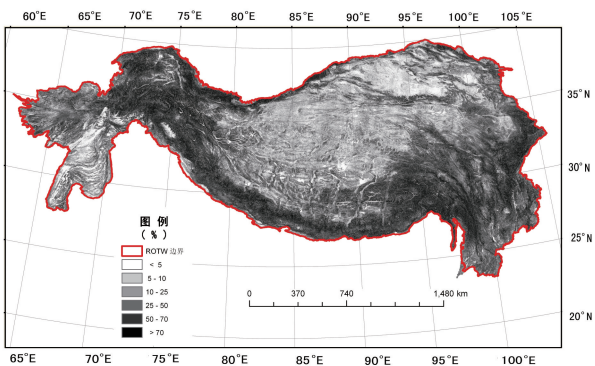 60°E 65°E 70°E 75°E 80°E 85°E 90°E 95°E 100°E 105°E
35°N
30°N
25°N
20°N
图 例
( % )
ROTW 边界
< 5
5 - 10
10 - 25
25 - 50
50 - 70
> 70
0 370 740 1,480 km
65°E 70°E 75°E 80°E 85°E 90°E 95°E 100°E